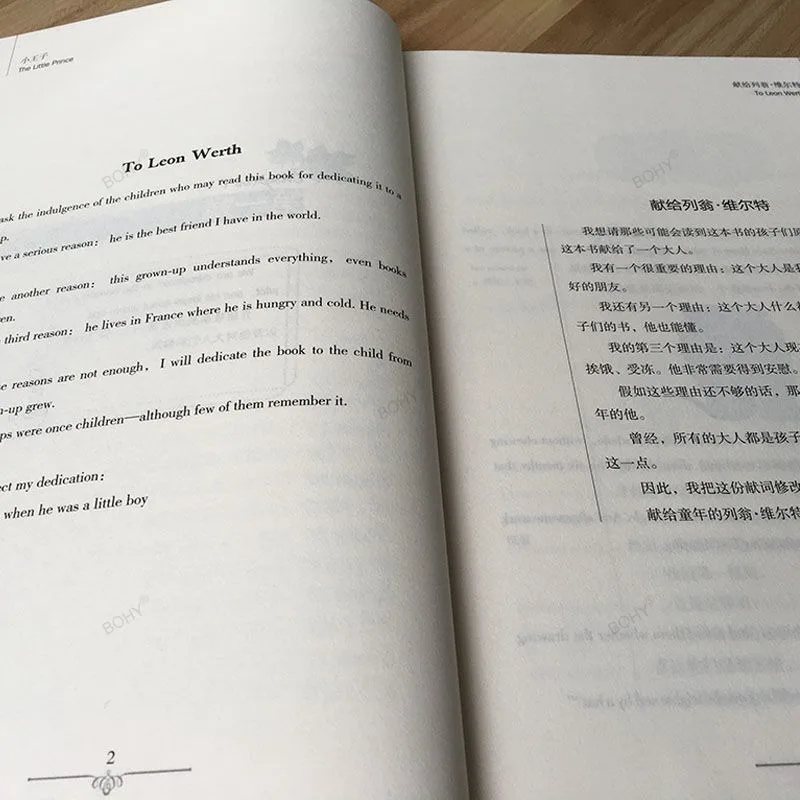 小王子
The Little Prince
To Leon Werth
ask the indulgence of the children who may read this book for dedicating it to a
p.
ve a serious reason: he is the best friend I have in the world.
e another reason: this grown-up understands everything, even books
ren.
third reason: he lives in France where he is hungry and cold. He needs
e reasons are not enough, I will dedicate the book to the child from
n-up grew.
ps were once children—although few of them remember it.
ect my dedication:
when he was a little boy
2
献给列翁·维尔特
To Leon Wert
献给列翁·维尔特
我想请那些可能会读到这本书的孩子们原
这本书献给了一个大人。
我有一个很重要的理由：这个大人是我
好的朋友。
我还有另一个理由：这个大人什么都
子们的书，他也能懂。
我的第三个理由是：这个大人现
挨饿、受冻。他非常需要得到安慰。
假如这些理由还不够的话，那
年的他。
曾经，所有的大人都是孩子
这一点。
因此，我把这份献词修改
献给童年的列翁·维尔特
BOHY
BOHY
BOHY
BOHY
BOHY